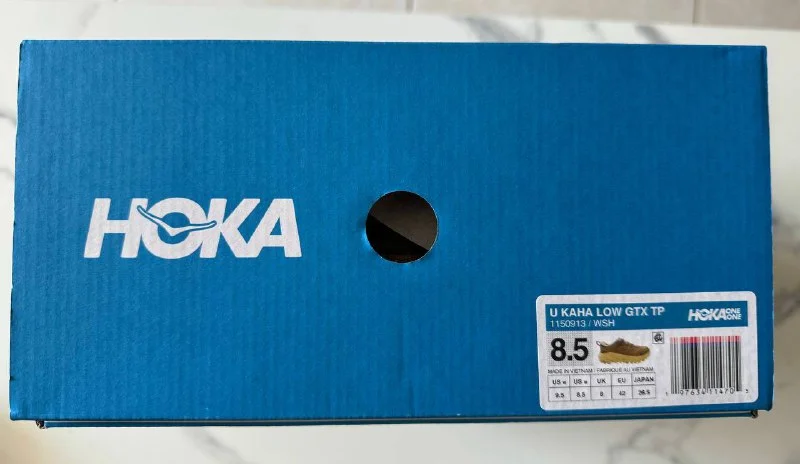 HOKA
U KAHA LOW GTX TP
HOKA ONE ONE
1150913 / WSH
8.5
MADE IN VIETNAM / FABRIQUÉ AU VIETNAM
US W US M UK EU JAPAN
9.5 8.5 8 42 26.5